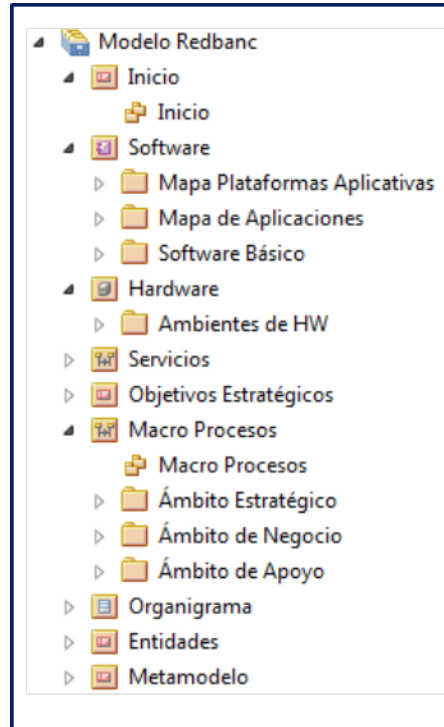 Modelo Redbanc
Inicio
Inicio
Software
Mapa Plataformas Aplicativas
Mapa de Aplicaciones
Software Básico
Hardware
Ambientes de HW
Servicios
Objetivos Estratégicos
Macro Procesos
Macro Procesos
Ámbito Estratégico
Ámbito de Negocio
Ámbito de Apoyo
Organigrama
Entidades
Metamodelo